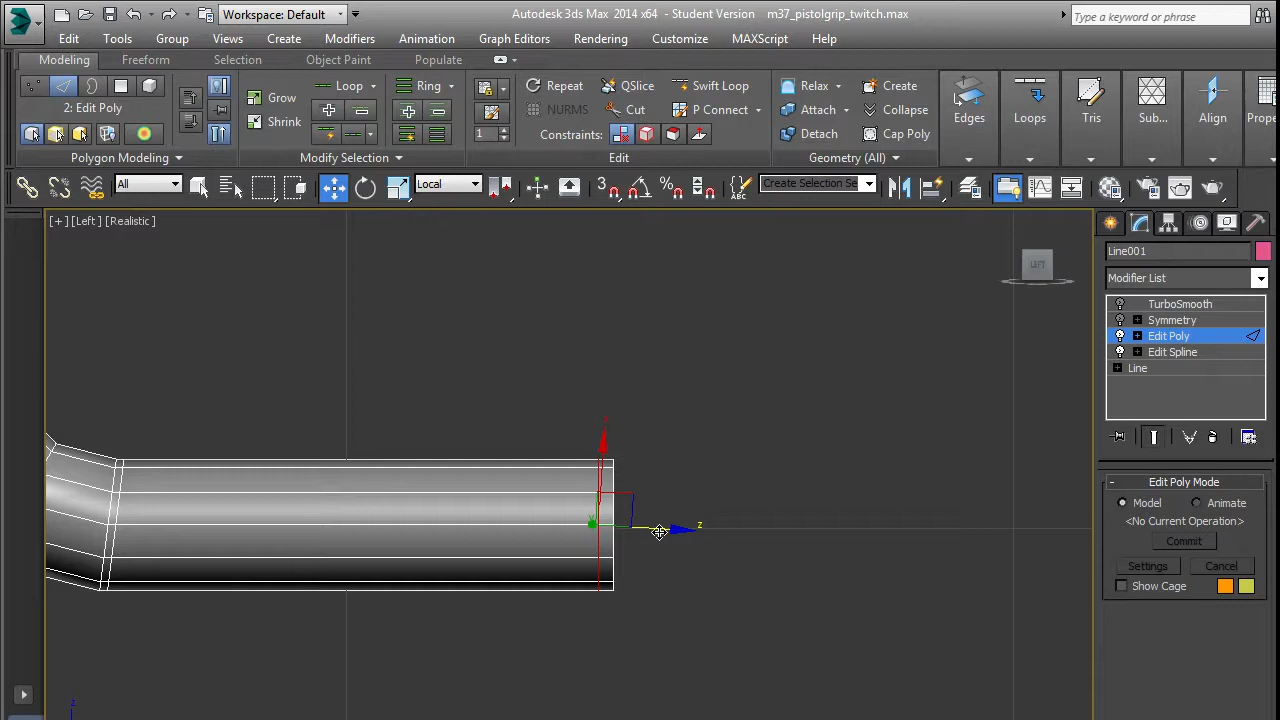 Workspace: Default
Autodesk 3ds Max 2014 x64 - Student Version m37_pistolgrip_twitch.max
Type a keyword or phrase
Edit Tools Group Views Create Modifiers Animation Graph Editors Rendering Customize MAXScript Help
Modeling Freeform Selection Object Paint Populate
Loop Ring Repeat QSlice Swift Loop Relax Create
Grow NURMS Cut P Connect Attach Collapse
2: Edit Poly
Edges Loops Tris Sub... Align Prope
Shrink 1 Constraints: Detach Cap Poly
Polygon Modeling Modify Selection Edit Geometry (All)
All Local 3 Create Selection Se
ABC
[+] [Left] [Realistic]
LEFT
Line001
Modifier List
TurboSmooth
Symmetry
Edit Poly
Edit Spline
Line
z
- Edit Poly Mode
Model Animate
<No Current Operation>
Commit
Settings Cancel
Show Cage
z